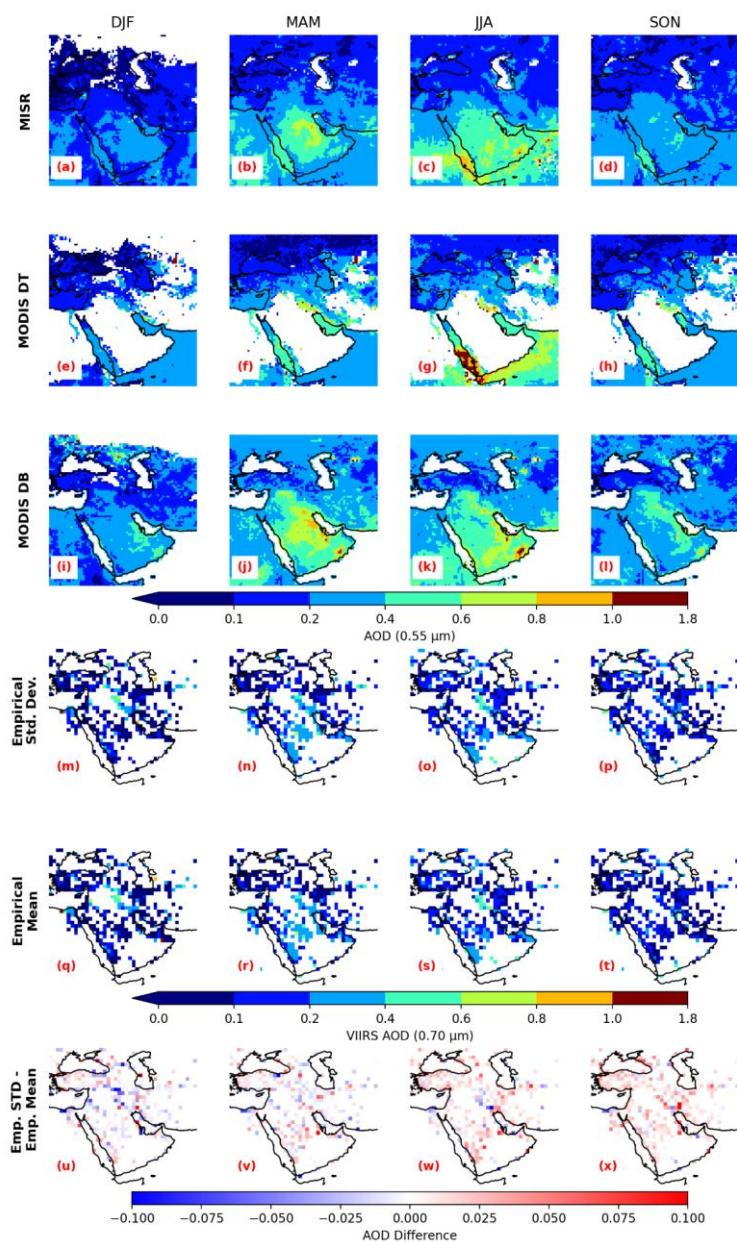 DJF MAM JJA SON
MISR
(a) (b) (c) (d)
MODIS DT
(e) (f) (g) (h)
MODIS DB
(i) (j) (k) (l)
0.0 0.1 0.2 0.4 0.6 0.8 1.0 1.8
AOD (0.55 μm)
Empirical
Std. Dev.
(m) (n) (o) (p)
Empirical
Mean
(q) (r) (s) (t)
0.0 0.1 0.2 0.4 0.6 0.8 1.0 1.8
VIIRS AOD (0.70 μm)
Emp. STD -
Emp. Mean
(u) (v) (w) (x)
−0.100 −0.075 −0.050 −0.025 0.000 0.025 0.050 0.075 0.100
AOD Difference